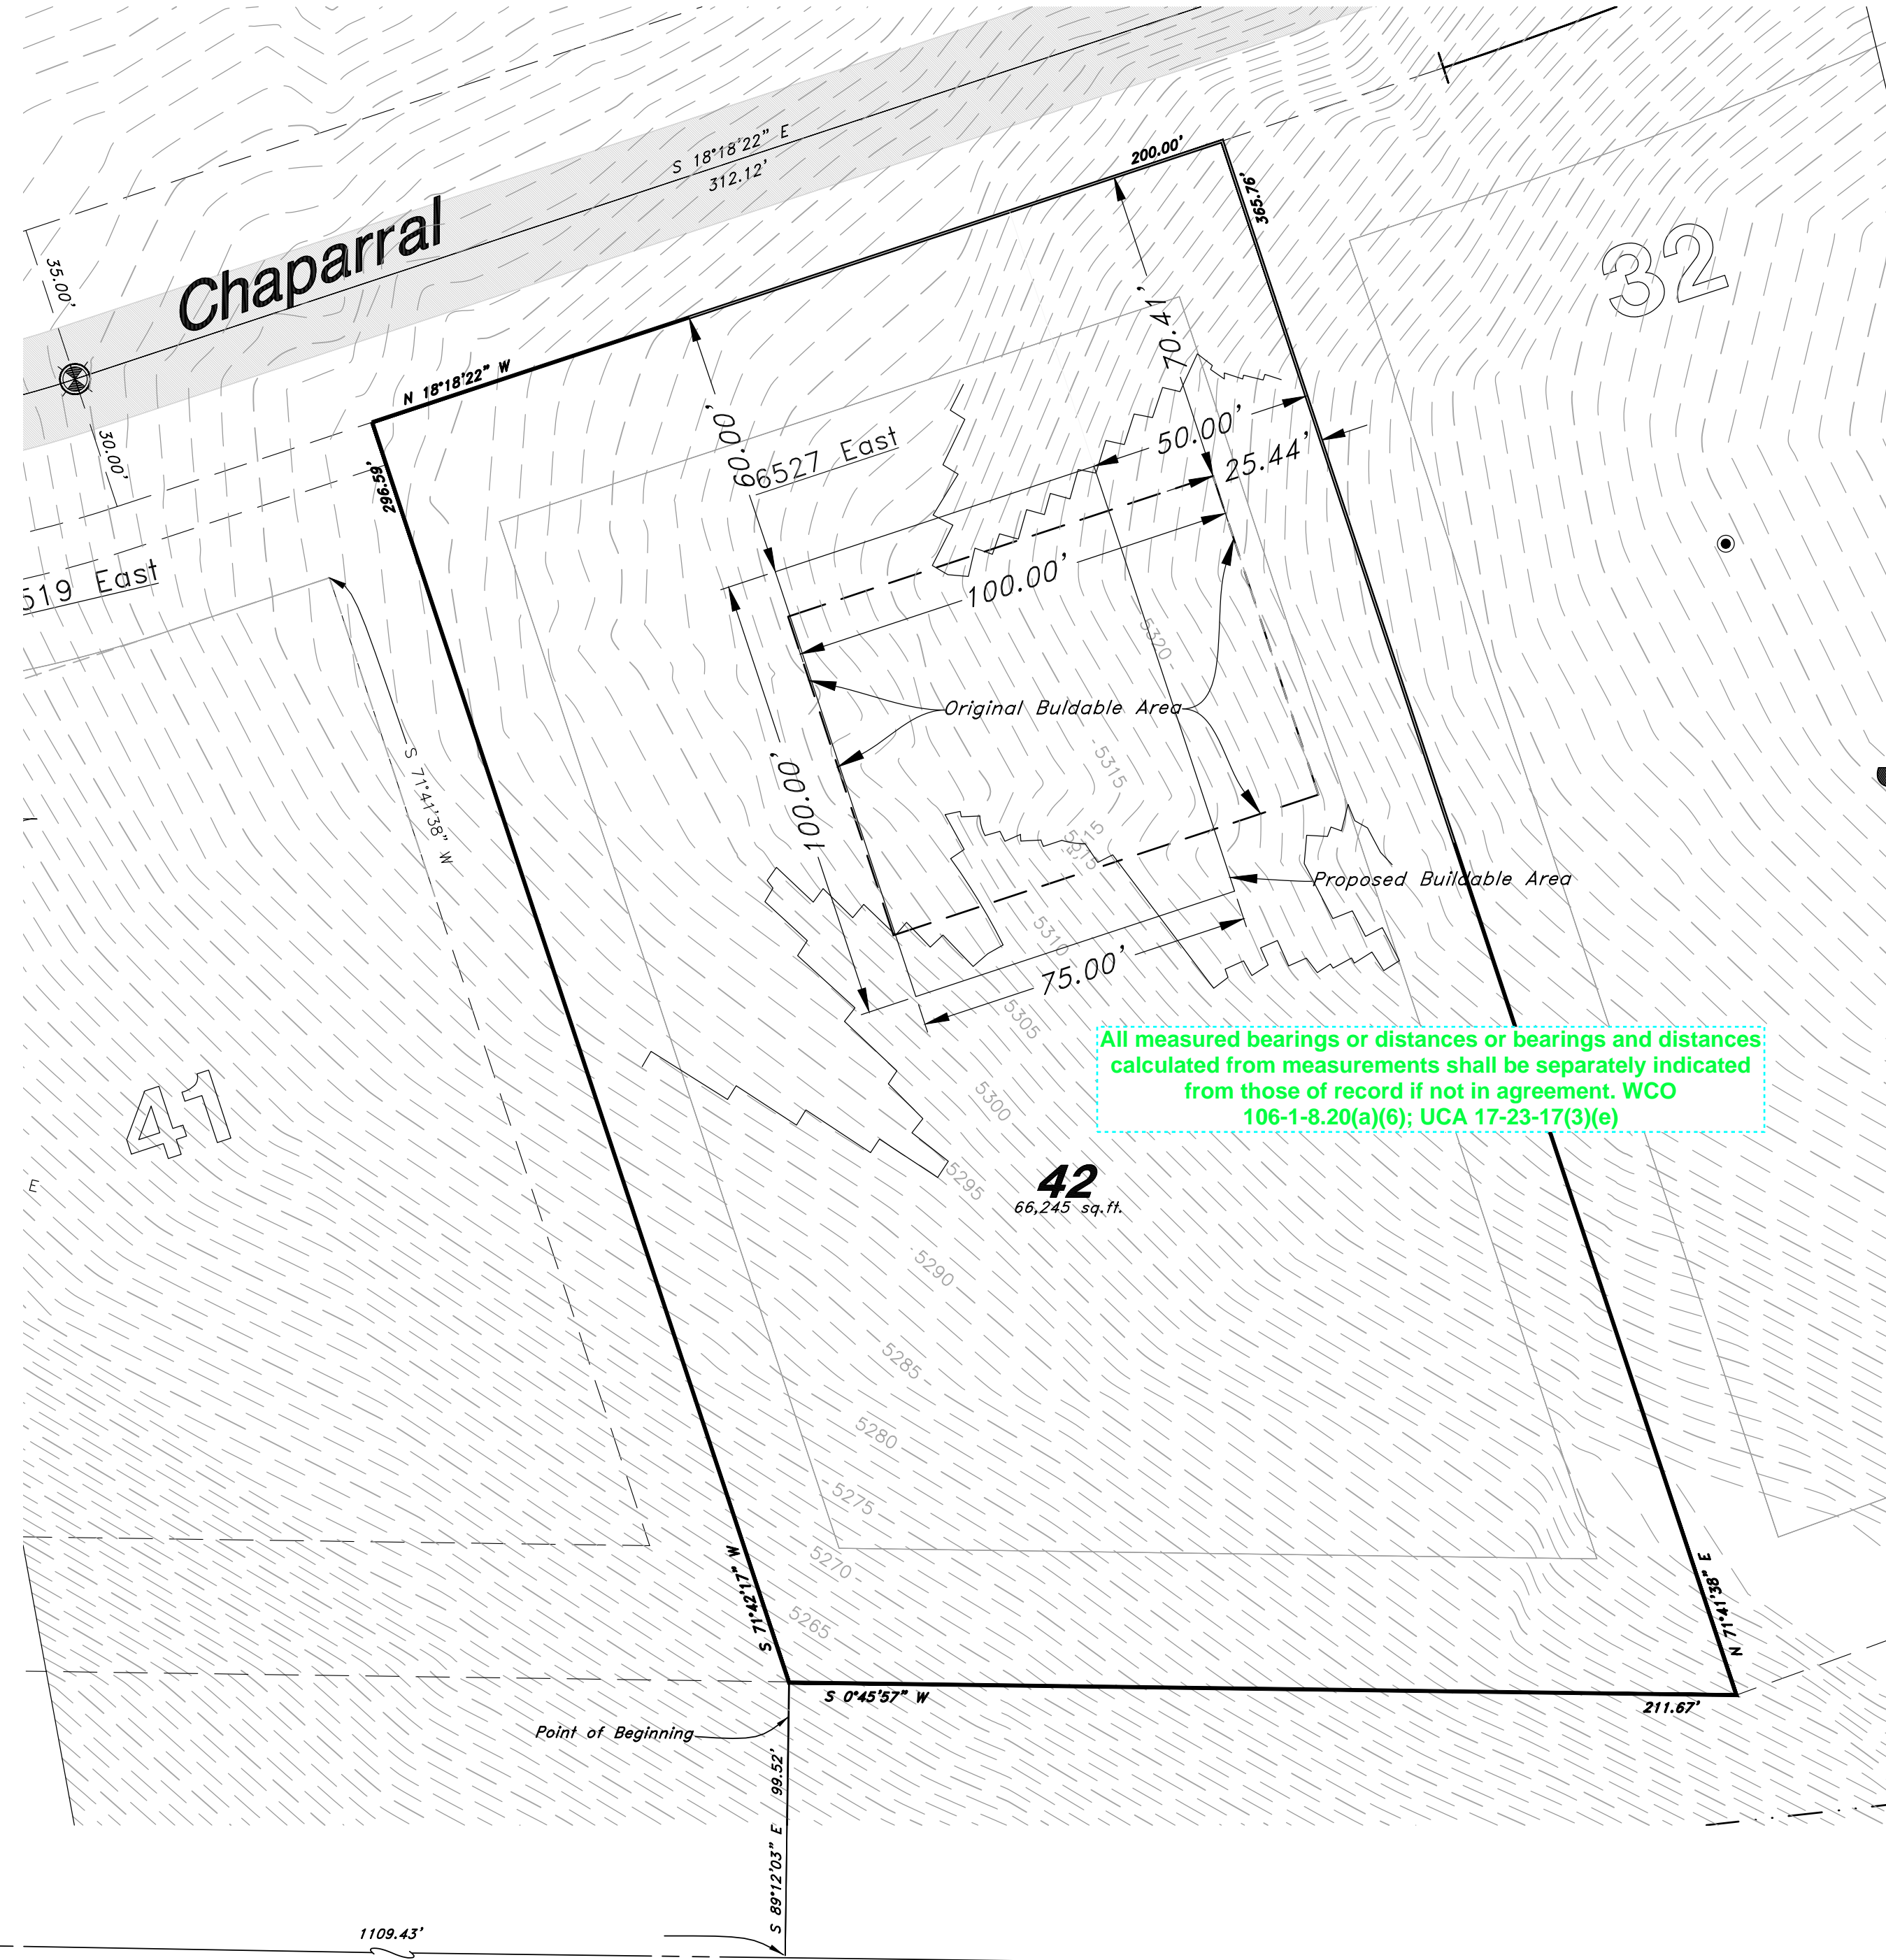 S 18°18'22" E
312.12'
Chaparral
200.00'
365.76'
32
35.00'
30.00'
N 18°18'22" W
296.59'
60.00'
6527 East
70.41'
50.00'
25.44'
519 East
100.00'
5320
Original Buldable Area
S 71°41'38" W
5315
100.00'
5315
5315
Proposed Buildable Area
5310
75.00'
5305
All measured bearings or distances or bearings and distances
calculated from measurements shall be separately indicated
from those of record if not in agreement. WCO
106-1-8.20(a)(6); UCA 17-23-17(3)(e)
41
E
5300
5295
42
66,245 sq.ft.
5290
5285
5280
5275
5270
5265
S 71°42'17" W
N 71°41'38" E
S 0°45'57" W
211.67'
Point of Beginning
S 89°12'03" E 99.52'
1109.43'